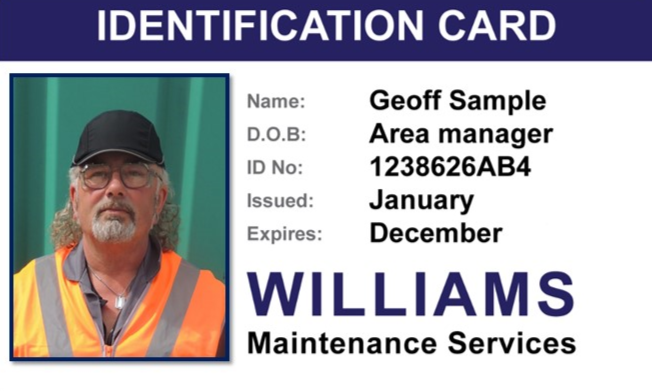 IDENTIFICATION CARD
Name: Geoff Sample
D.O.B: Area manager
ID No: 1238626AB4
Issued: January
Expires: December
WILLIAMS
Maintenance Services